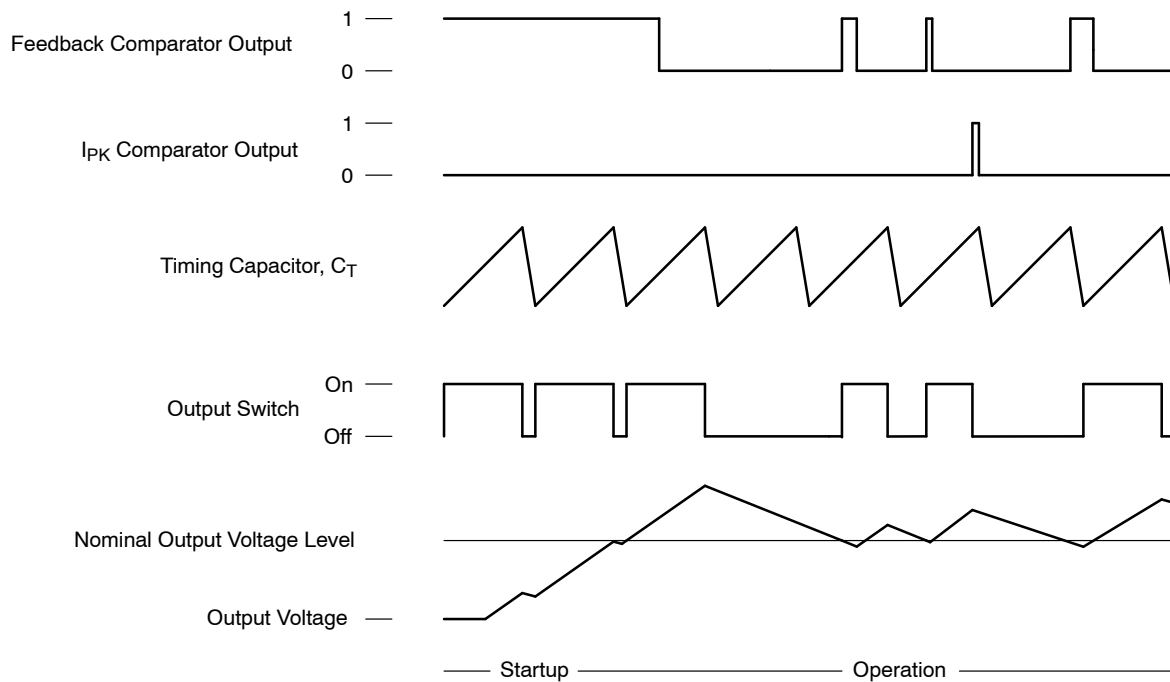 1
Feedback Comparator Output
0
1
IPK Comparator Output
0
Timing Capacitor, CT
On
Output Switch
Off
Nominal Output Voltage Level
Output Voltage
Startup
Operation